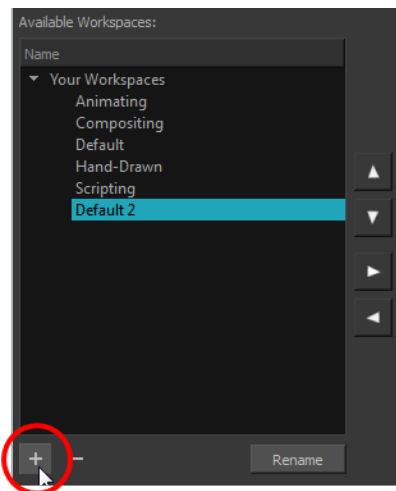 Available Workspaces:
Name
Your Workspaces
Animating
Compositing
Default
Hand-Drawn
Scripting
Default 2
Rename